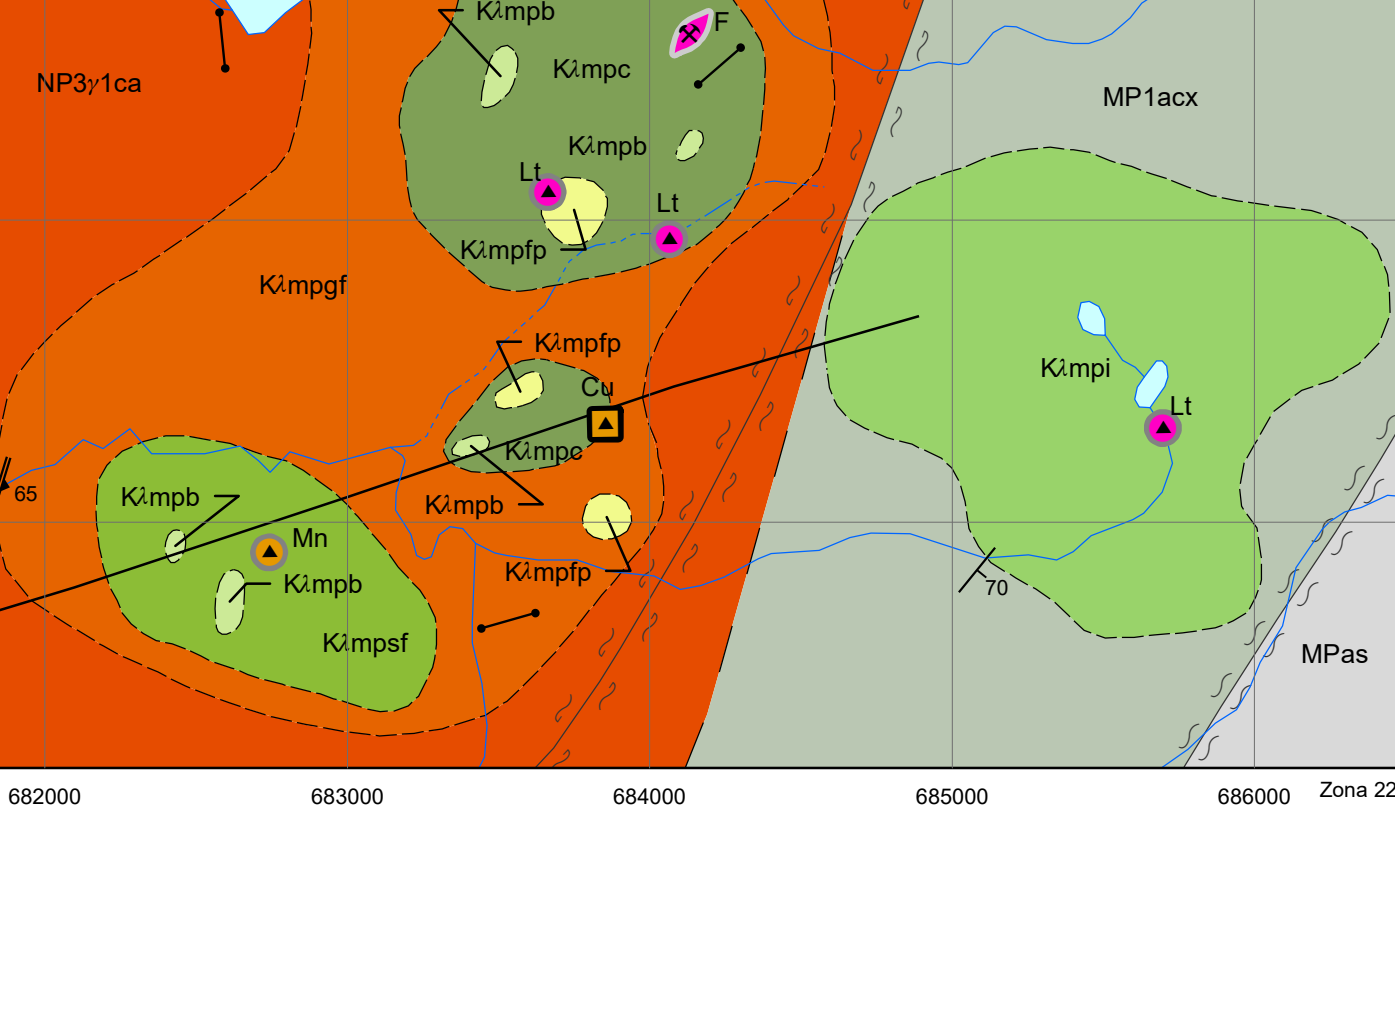 Kλmpb
F
Kλmpc
NP3γ1ca
MP1acx
Kλmpb
Lt
Lt
Kλmpfp
Kλmpgf
Kλmpfp
Kλmpi
Cu
Lt
Kλmpc
65
Kλmpb
Kλmpb
Mn
Kλmpfp
Kλmpb
70
Kλmpsf
MPas
682000 683000 684000 685000 686000 Zona 22